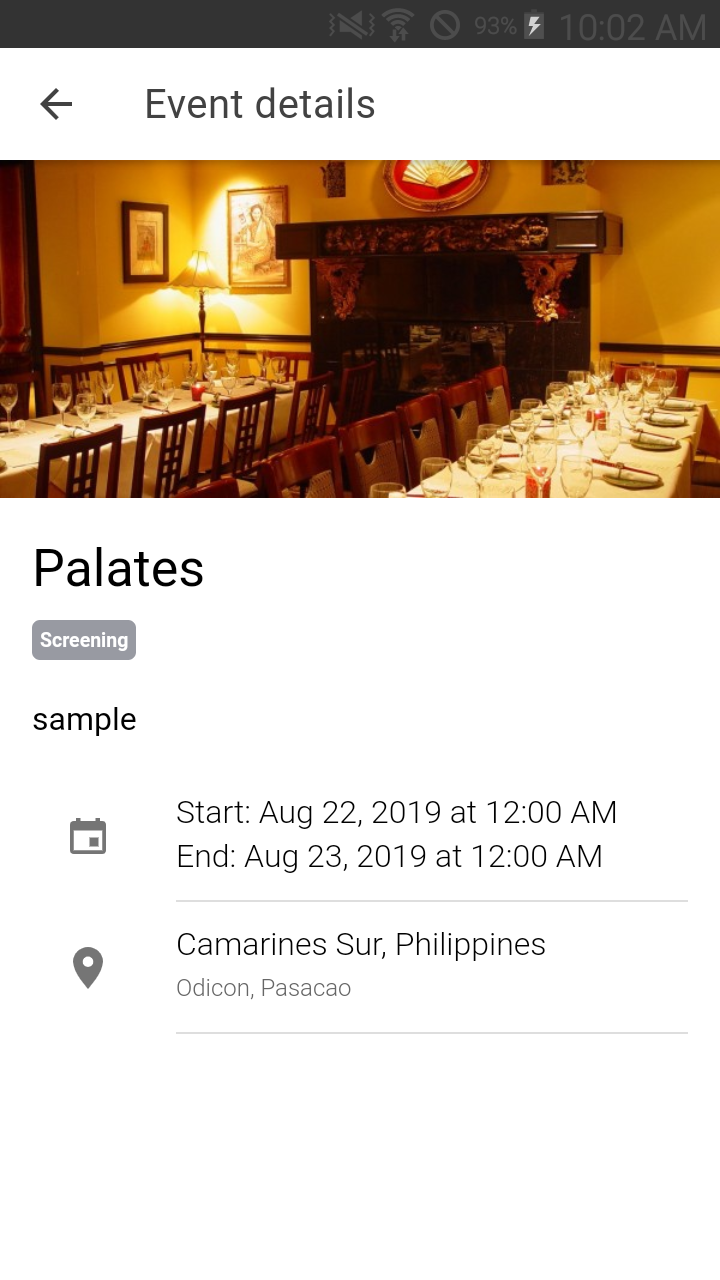 93% 10:02 AM
Event details
Palates
Screening
sample
Start: Aug 22, 2019 at 12:00 AM
End: Aug 23, 2019 at 12:00 AM
Camarines Sur, Philippines
Odicon, Pasacao